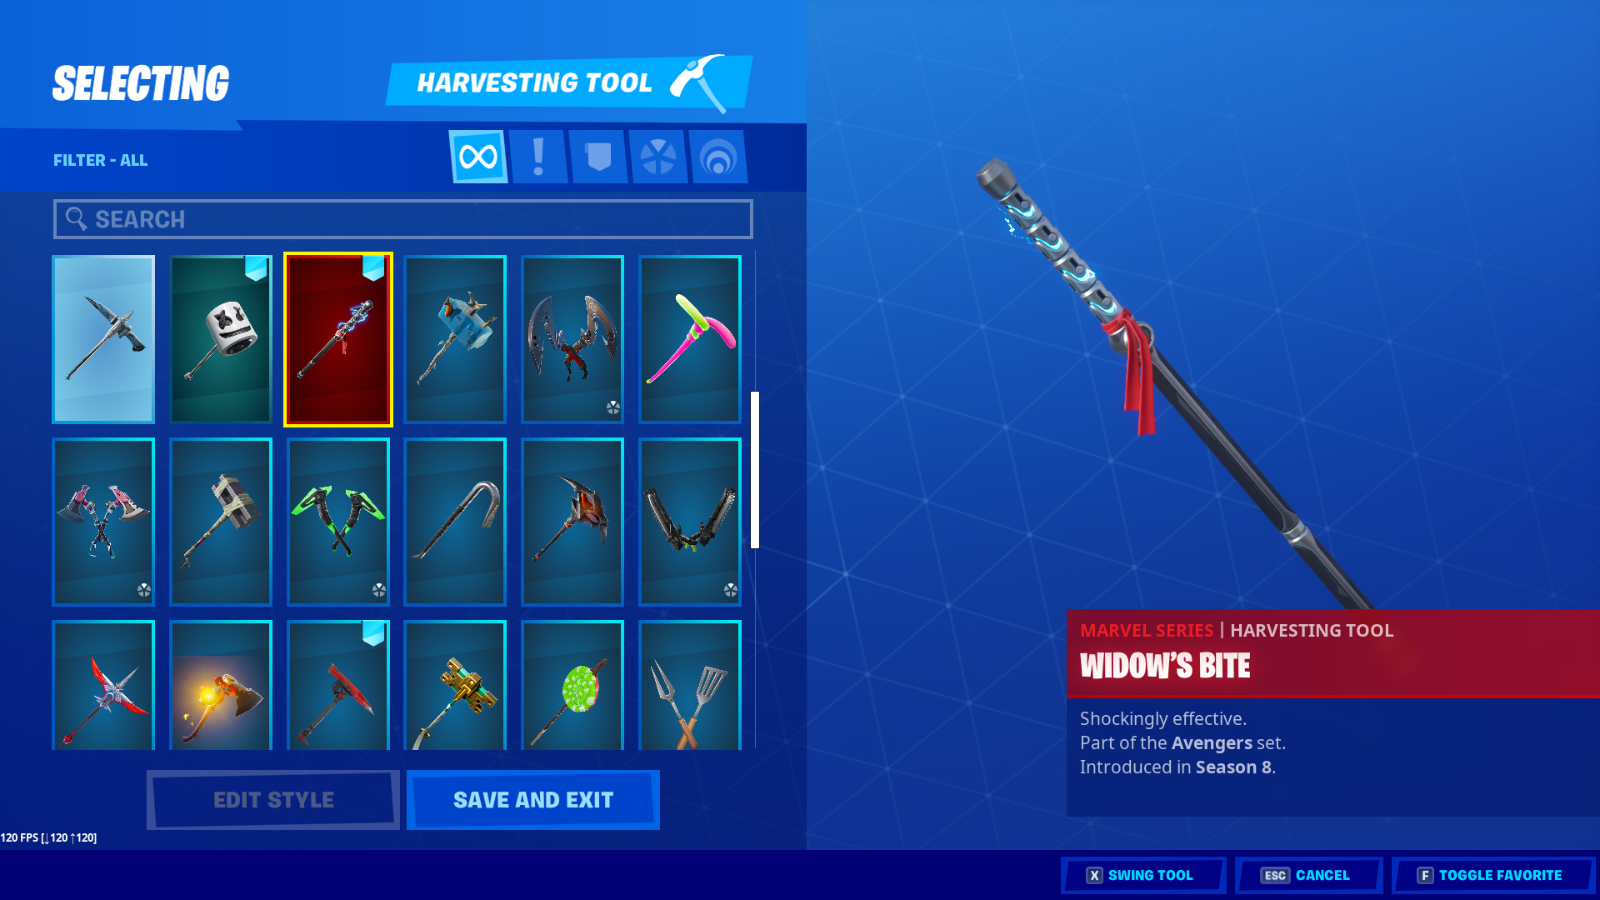 SELECTING
HARVESTING TOOL
FILTER - ALL
SEARCH
MARVEL SERIES | HARVESTING TOOL
WIDOW'S BITE
Shockingly effective.
Part of the Avengers set.
Introduced in Season 8.
EDIT STYLE
SAVE AND EXIT
120 FPS [↓120 ↑120]
X SWING TOOL
ESC CANCEL
F TOGGLE FAVORITE